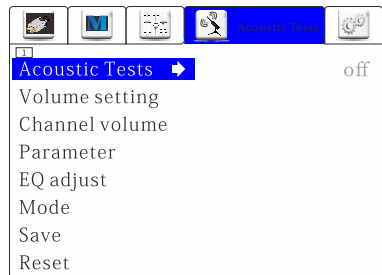 M
Acoustic Tests
1
Acoustic Tests off
Volume setting
Channel volume
Parameter
EQ adjust
Mode
Save
Reset